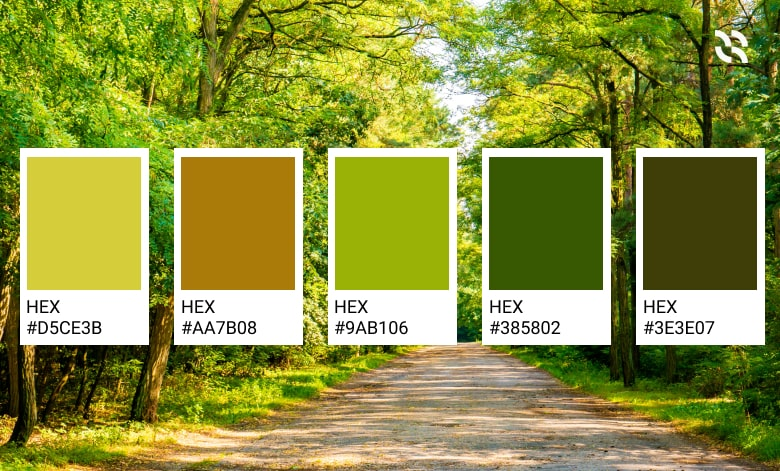 HEX
#D5CE3B
HEX
#AA7B08
HEX
#9AB106
HEX
#385802
HEX
#3E3E07